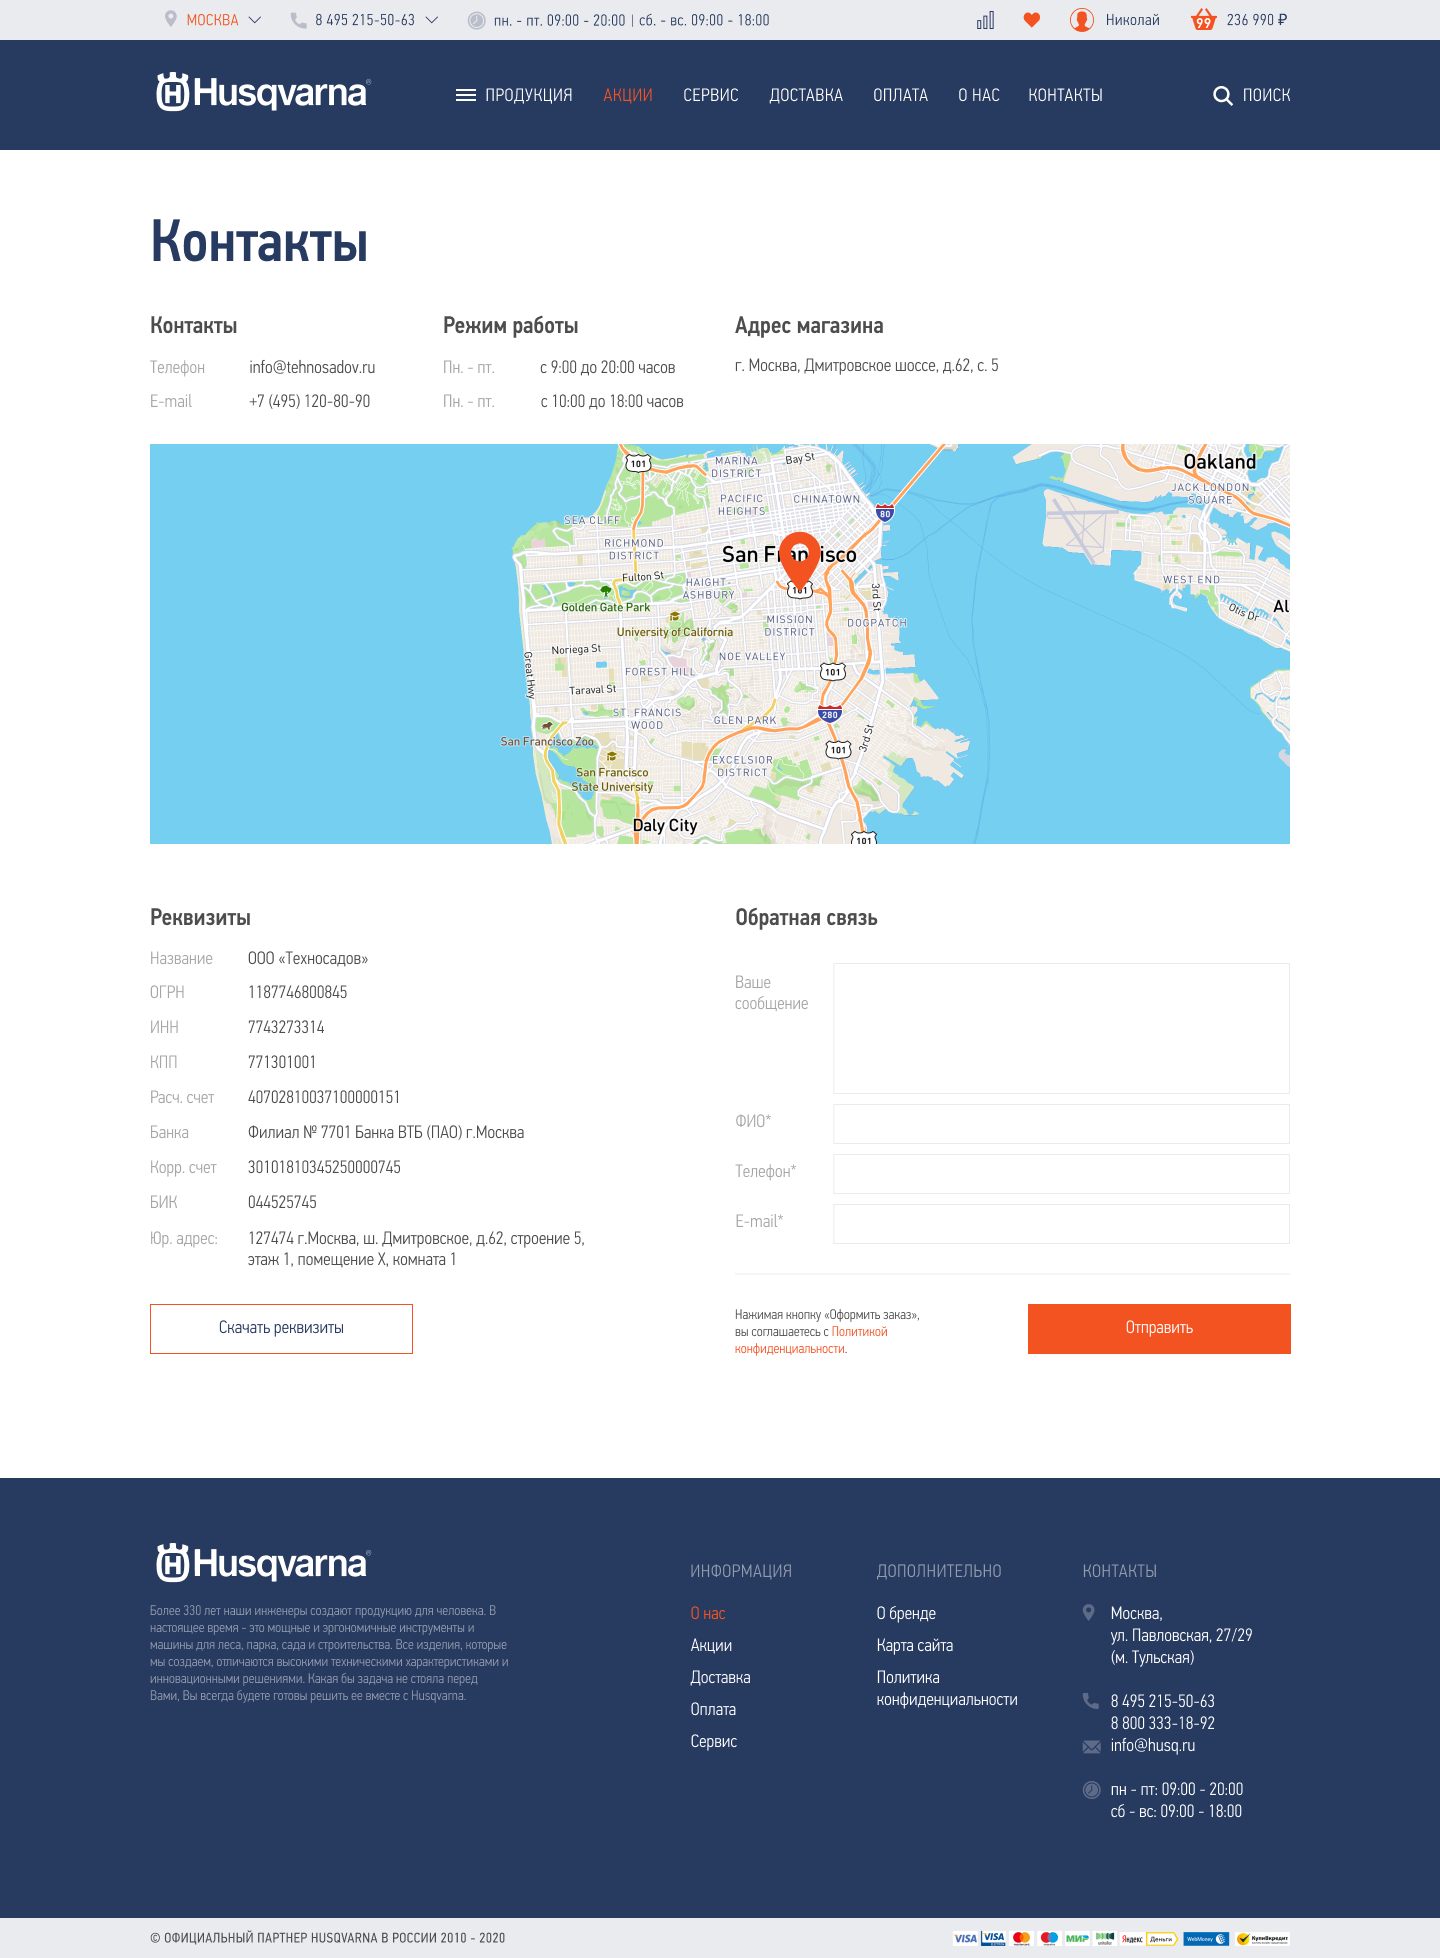 МОСКВА 8 495 215-50-63 пн. - пт. 09:00 - 20:00 | сб. - вс. 09:00 - 18:00 Николай 99 236 990 ₽
Husqvarna ПРОДУКЦИЯ АКЦИИ СЕРВИС ДОСТАВКА ОПЛАТА О НАС КОНТАКТЫ ПОИСК
Контакты
Контакты
Телефон info@tehnosadov.ru
E-mail +7 (495) 120-80-90
Режим работы
Пн. - пт. с 9:00 до 20:00 часов
Пн. - пт. с 10:00 до 18:00 часов
Адрес магазина
г. Москва, Дмитровское шоссе, д.62, с. 5
101
MARINA
DISTRICT
Bay St
Oakland
JACK LONDON
SQUARE
PACIFIC
HEIGHTS
CHINATOWN
80
SEA CLIFF
RICHMOND
DISTRICT
San Francisco
Fulton St
HAIGHT-
ASHBURY
101
3rd St
WEST END
Golden Gate Park
Al
Otis Dr
University of California
MISSION
DISTRICT
DOGPATCH
Noriega St
NOE VALLEY
Great Hwy
FOREST HILL
101
Taraval St
ST. FRANCIS
WOOD
GLEN PARK
280
San Francisco Zoo
3rd St
101
EXCELSIOR
DISTRICT
San Francisco
State University
Daly City
101
Реквизиты
Название ООО «Техносадов»
ОГРН 1187746800845
ИНН 7743273314
КПП 771301001
Расч. счет 40702810037100000151
Банка Филиал № 7701 Банка ВТБ (ПАО) г.Москва
Корр. счет 30101810345250000745
БИК 044525745
Юр. адрес: 127474 г.Москва, ш. Дмитровское, д.62, строение 5,
этаж 1, помещение X, комната 1
Скачать реквизиты
Обратная связь
Ваше
сообщение
ФИО*
Телефон*
E-mail*
Нажимая кнопку «Оформить заказ»,
вы соглашаетесь с Политикой
конфиденциальности.
Отправить
Husqvarna
Более 330 лет наши инженеры создают продукцию для человека. В
настоящее время - это мощные и эргономичные инструменты и
машины для леса, парка, сада и строительства. Все изделия, которые
мы создаем, отличаются высокими техническими характеристиками и
инновационными решениями. Какая бы задача не стояла перед
Вами, Вы всегда будете готовы решить ее вместе с Husqvarna.
ИНФОРМАЦИЯ
О нас
Акции
Доставка
Оплата
Сервис
ДОПОЛНИТЕЛЬНО
О бренде
Карта сайта
Политика
конфиденциальности
КОНТАКТЫ
Москва,
ул. Павловская, 27/29
(м. Тульская)
8 495 215-50-63
8 800 333-18-92
info@husq.ru
пн - пт: 09:00 - 20:00
сб - вс: 09:00 - 18:00
© ОФИЦИАЛЬНЫЙ ПАРТНЕР HUSQVARNA В РОССИИ 2010 - 2020 VISA VISA МИР Яндекс Деньги WebMoney КупиВкредит